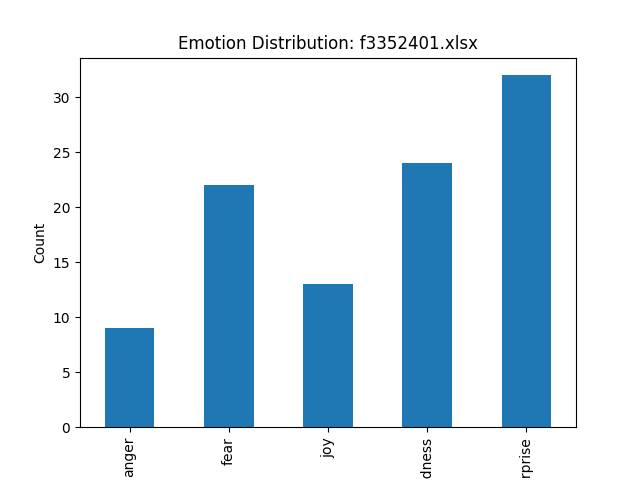 Emotion Distribution: f3352401.xlsx
Count
30
25
20
15
10
5
0
anger
fear
joy
dness
rprise